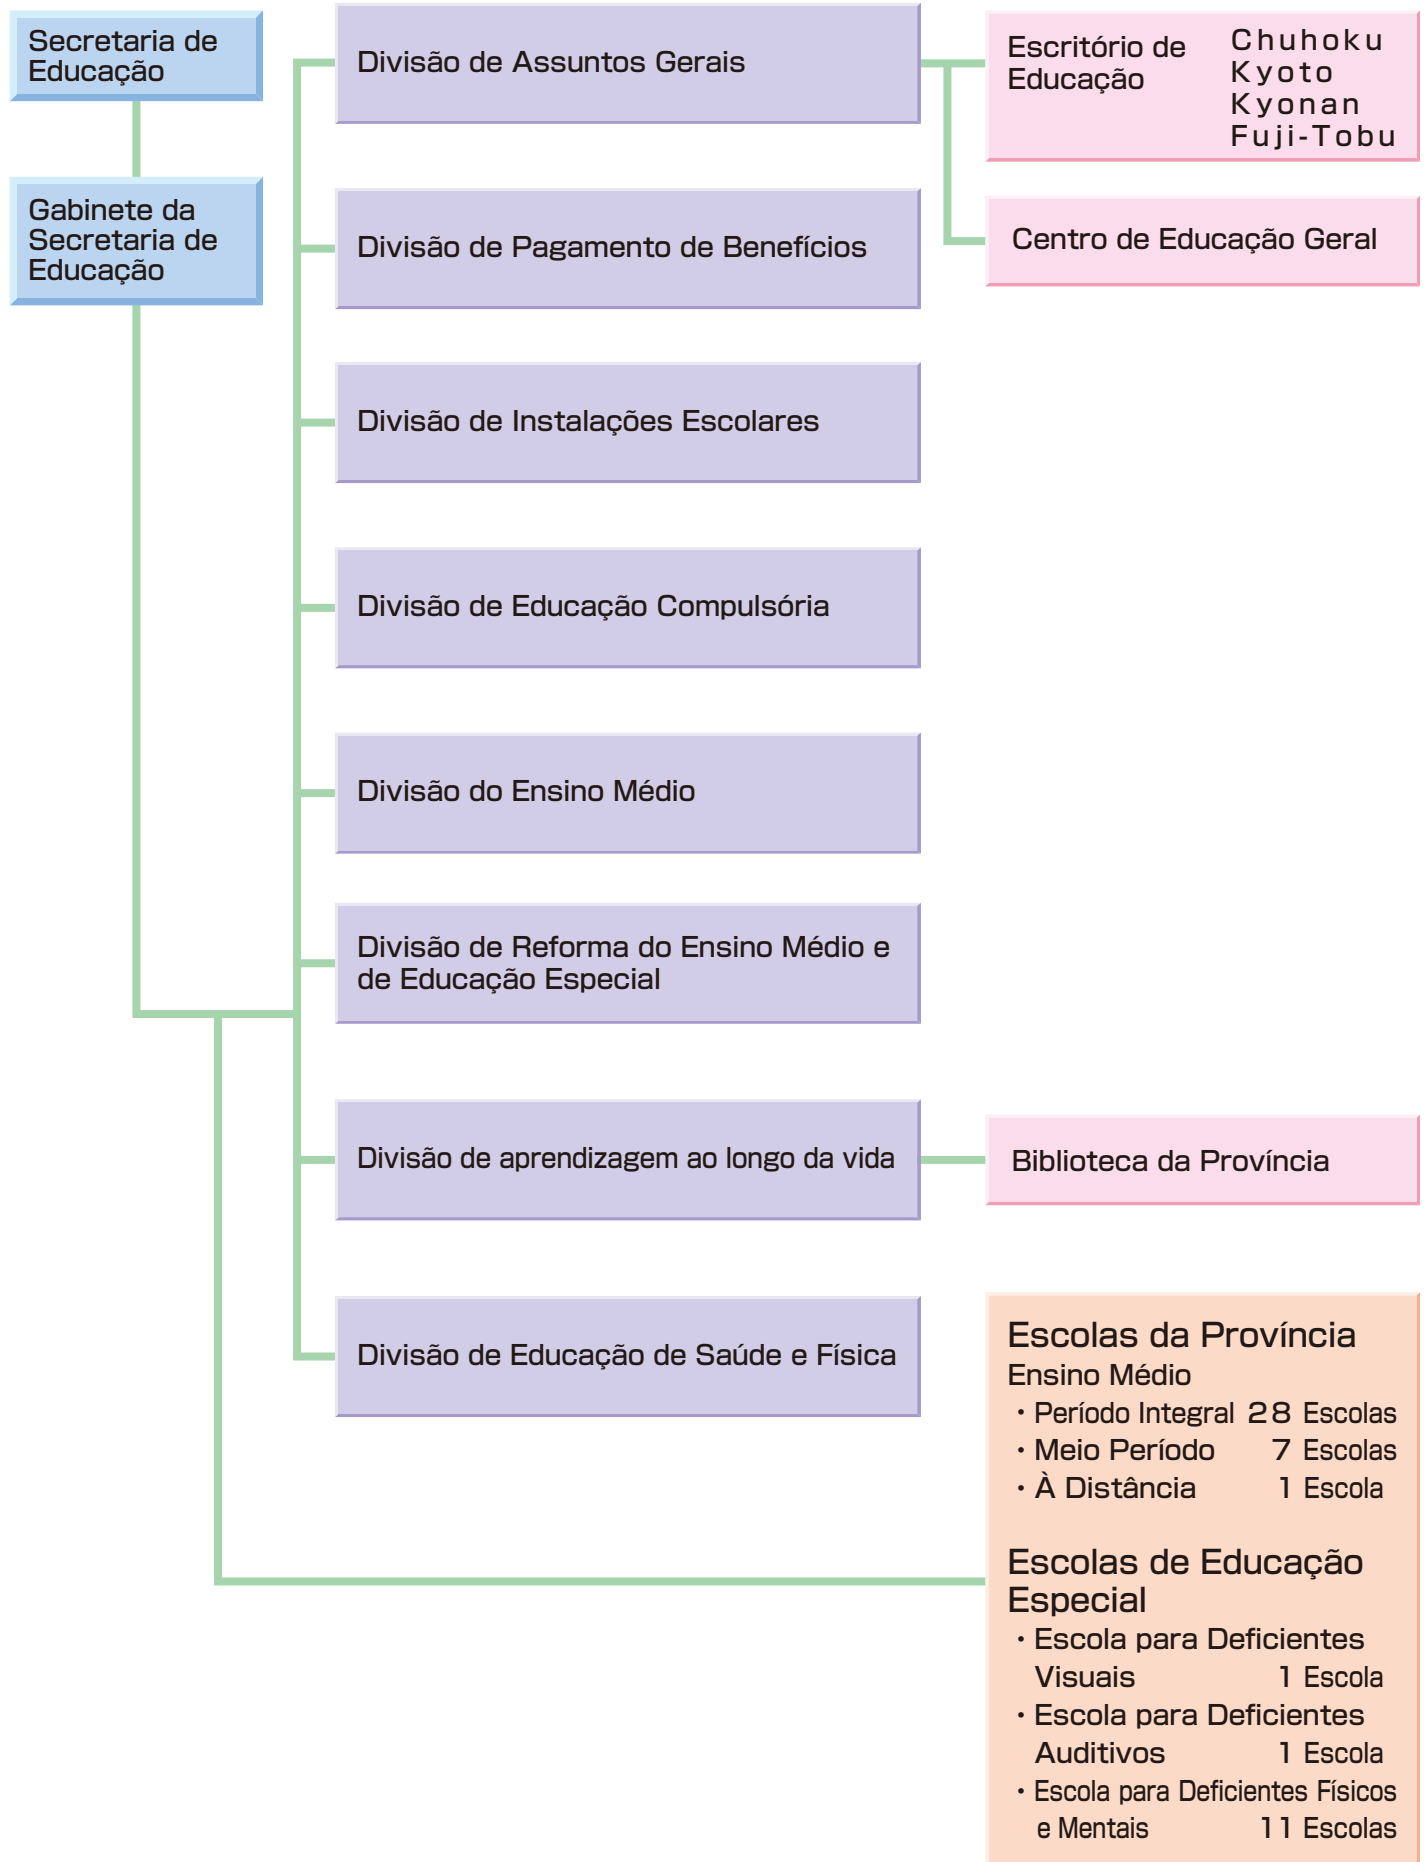 Secretaria de
Educação
Gabinete da
Secretaria de
Educação
Divisão de Assuntos Gerais
Divisão de Pagamento de Benefícios
Divisão de Instalações Escolares
Divisão de Educação Compulsória
Divisão do Ensino Médio
Divisão de Reforma do Ensino Médio e
de Educação Especial
Divisão de aprendizagem ao longo da vida
Divisão de Educação de Saúde e Física
Escritório de
Educação
Chuhoku
Kyoto
Kyonan
Fuji-Tobu
Centro de Educação Geral
Biblioteca da Província
Escolas da Província
Ensino Médio
・Período Integral 28 Escolas
・Meio Período 7 Escolas
・À Distância 1 Escola
Escolas de Educação
Especial
・Escola para Deficientes
Visuais 1 Escola
・Escola para Deficientes
Auditivos 1 Escola
・Escola para Deficientes Físicos
e Mentais 11 Escolas